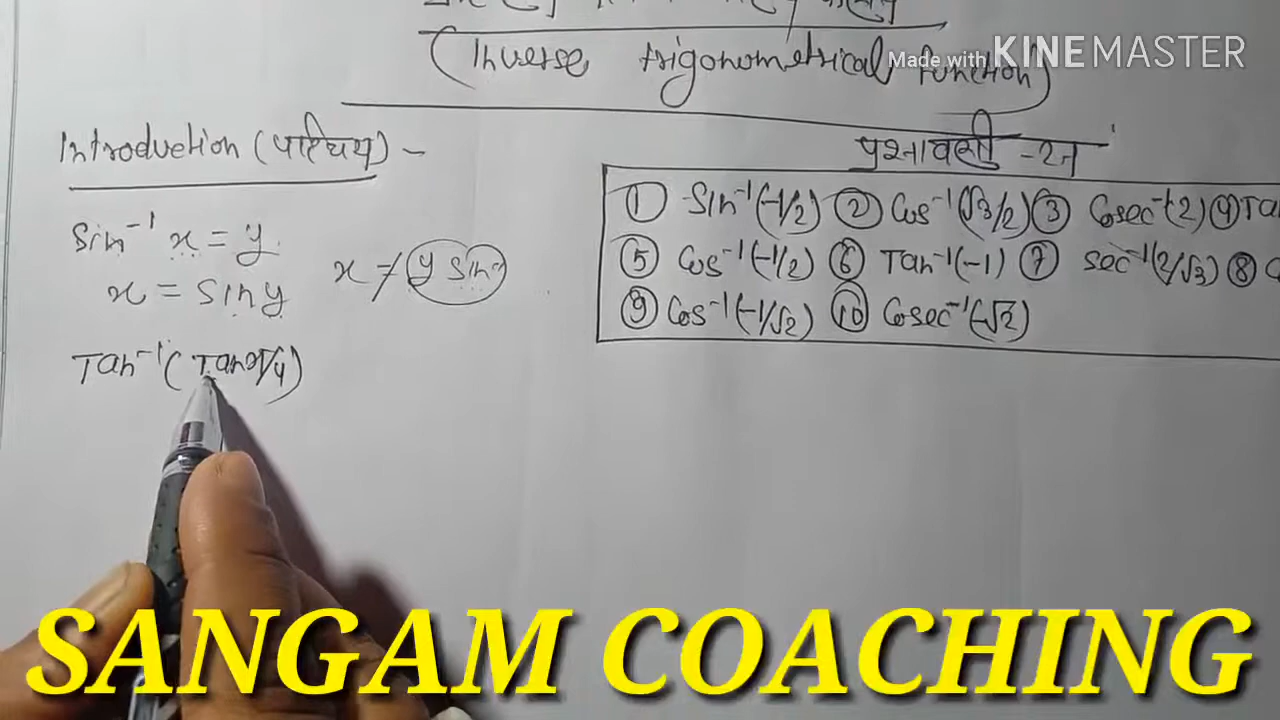 (Inverse trigonometrical function)
Made with KINEMASTER
Introduction (परिचय) -
Sin⁻¹ x = y
x = Siny
x ≠ y Sin⁻¹
Tan⁻¹(Tanπ/4)
प्रश्नावली -
① Sin⁻¹(-1/2) ② Cos⁻¹(√3/2) ③ Cosec⁻¹(2) ④ Tan
⑤ Cos⁻¹(-1/2) ⑥ Tan⁻¹(-1) ⑦ sec⁻¹(2/√3) ⑧
⑨ Cos⁻¹(-1/√2) ⑩ Cosec⁻¹(-√2)
SANGAM COACHING